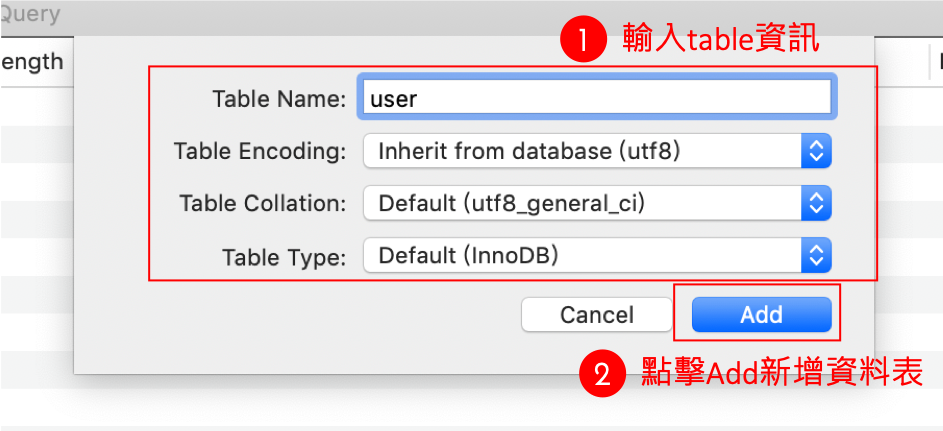 Query
ength
1 輸入table資訊
Table Name: user
Table Encoding: Inherit from database (utf8)
Table Collation: Default (utf8_general_ci)
Table Type: Default (InnoDB)
Cancel Add
2 點擊Add新增資料表